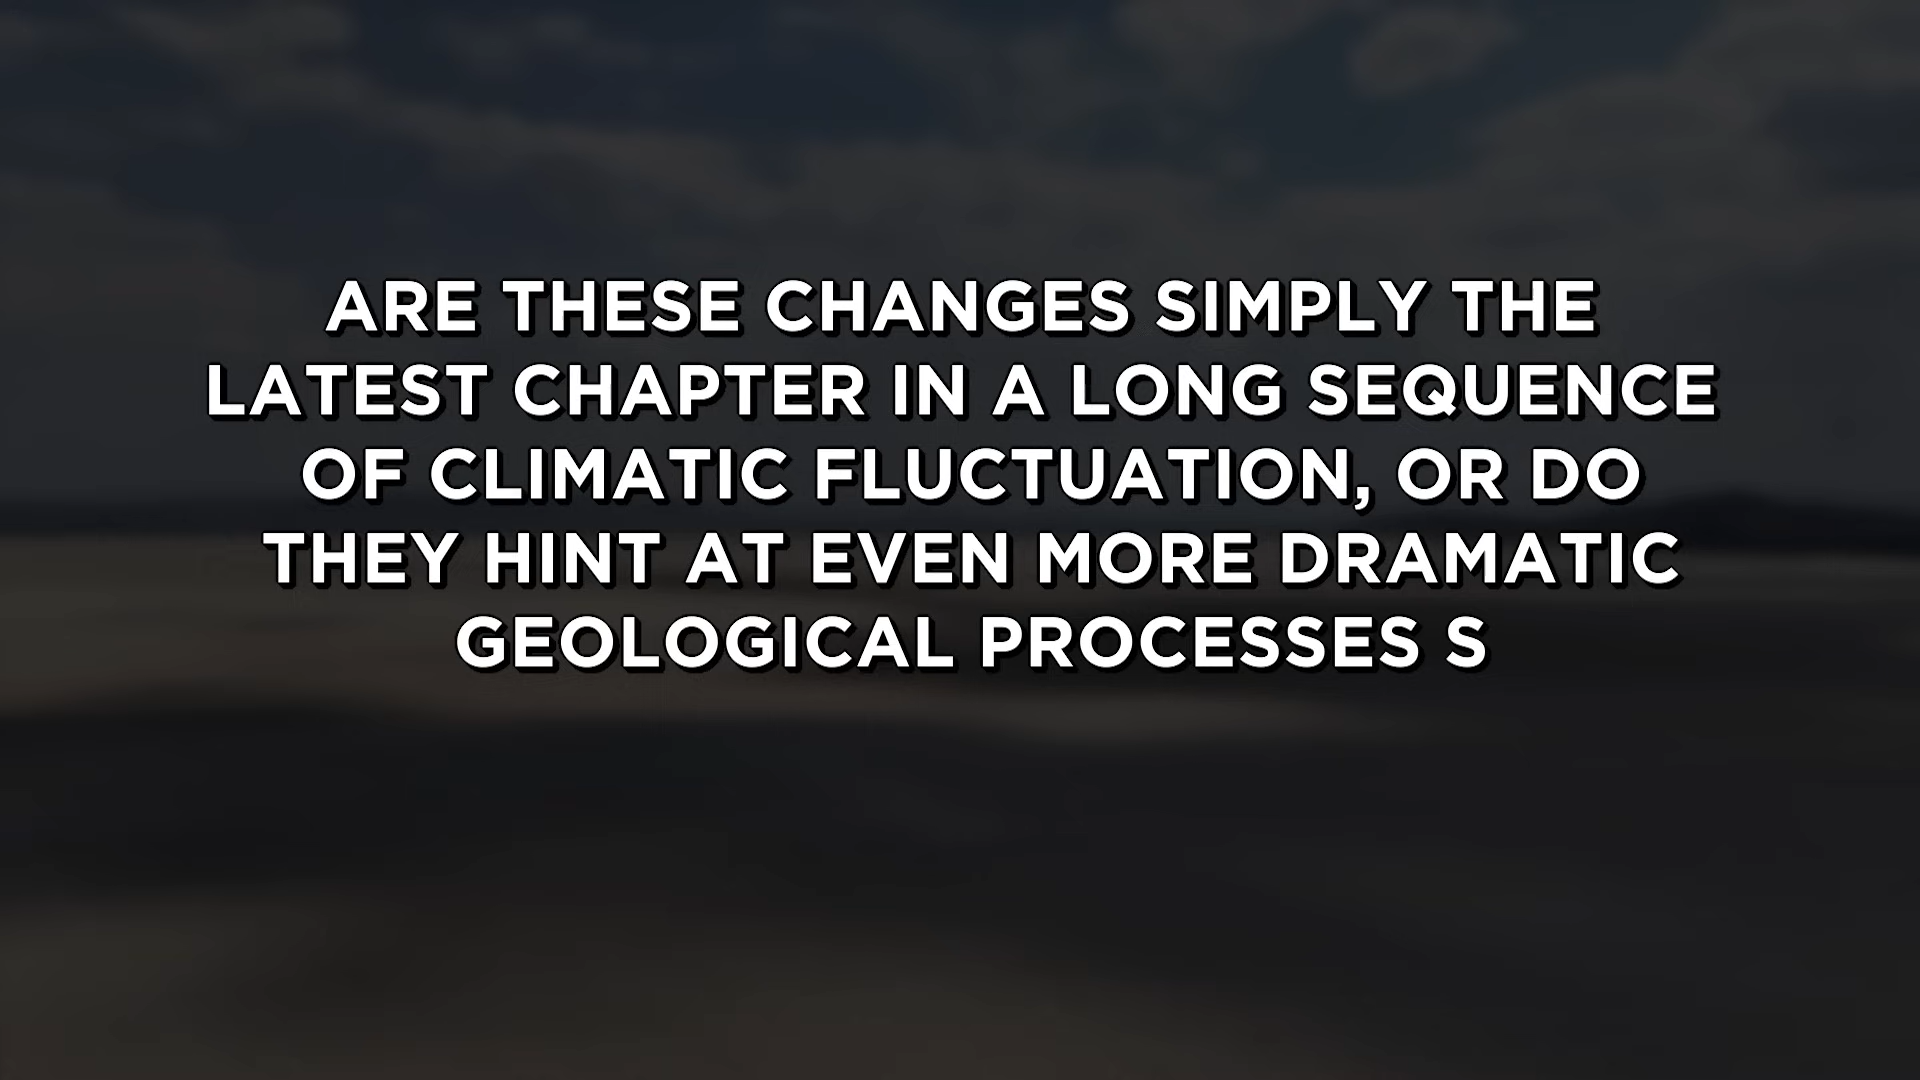 ARE THESE CHANGES SIMPLY THE
LATEST CHAPTER IN A LONG SEQUENCE
OF CLIMATIC FLUCTUATION, OR DO
THEY HINT AT EVEN MORE DRAMATIC
GEOLOGICAL PROCESSES S